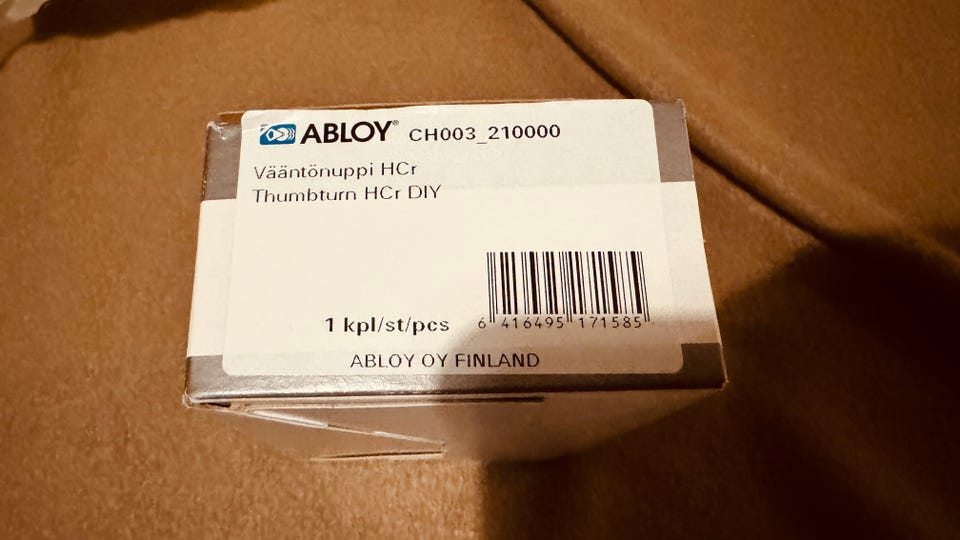 ABLOY® CH003_210000
Vääntönuppi HCr
Thumbturn HCr DIY
1 kpl/st/pcs
6 416495 171585
ABLOY OY FINLAND